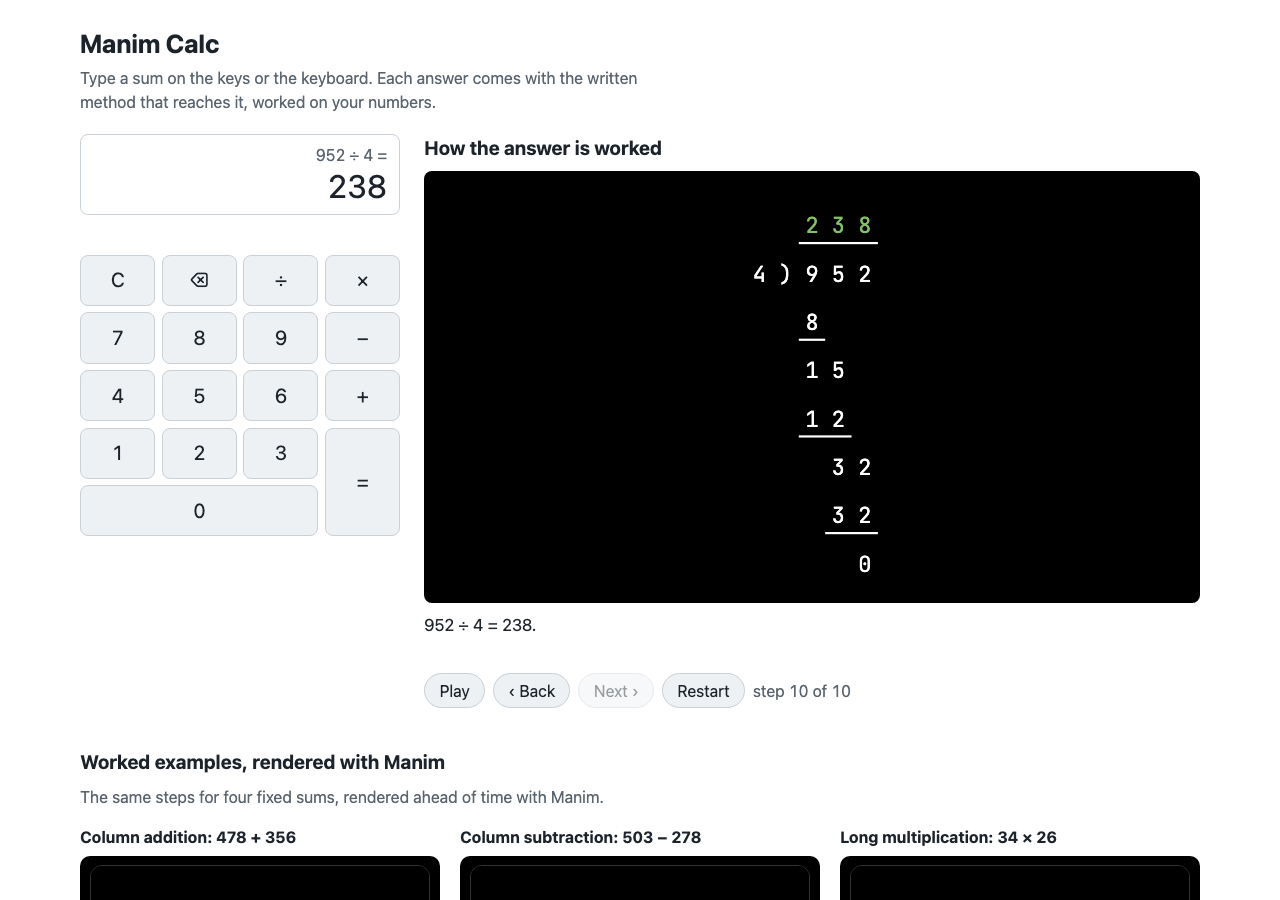 Manim Calc
Type a sum on the keys or the keyboard. Each answer comes with the written
method that reaches it, worked on your numbers.
952 ÷ 4 =
238
C
÷
×
7
8
9
−
4
5
6
+
1
2
3
=
0
How the answer is worked
2 3 8
4 ) 9 5 2
8
1 5
1 2
3 2
3 2
0
952 ÷ 4 = 238.
Play
‹ Back
Next ›
Restart
step 10 of 10
Worked examples, rendered with Manim
The same steps for four fixed sums, rendered ahead of time with Manim.
Column addition: 478 + 356
Column subtraction: 503 − 278
Long multiplication: 34 × 26